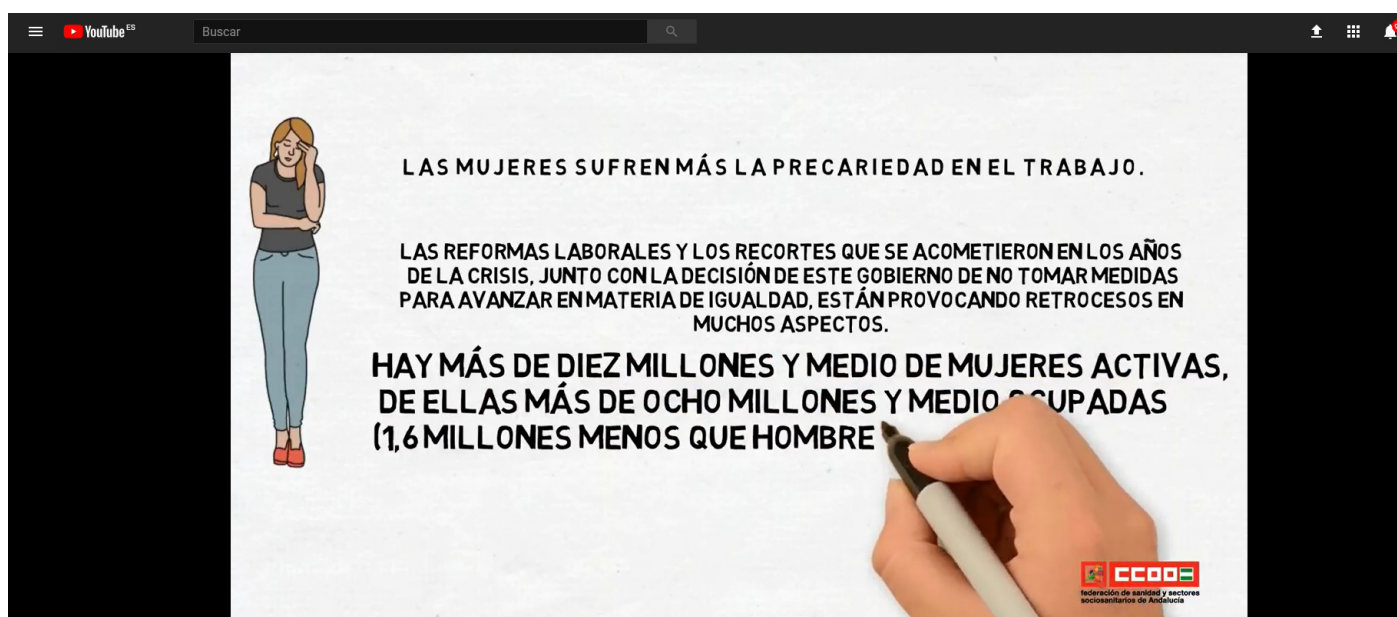 YouTube ES
Buscar
LAS MUJERES SUFREN MÁS LA PRECARIEDAD EN EL TRABAJO.
LAS REFORMAS LABORALES Y LOS RECORTES QUE SE ACOMETIERON EN LOS AÑOS
DE LA CRISIS, JUNTO CON LA DECISIÓN DE ESTE GOBIERNO DE NO TOMAR MEDIDAS
PARA AVANZAR EN MATERIA DE IGUALDAD, ESTÁN PROVOCANDO RETROCESOS EN
MUCHOS ASPECTOS.
HAY MÁS DE DIEZ MILLONES Y MEDIO DE MUJERES ACTIVAS,
DE ELLAS MÁS DE OCHO MILLONES Y MEDIO OCUPADAS
(1,6 MILLONES MENOS QUE HOMBRE
CCOO
federación de sanidad y sectores
sociosanitarios de Andalucía